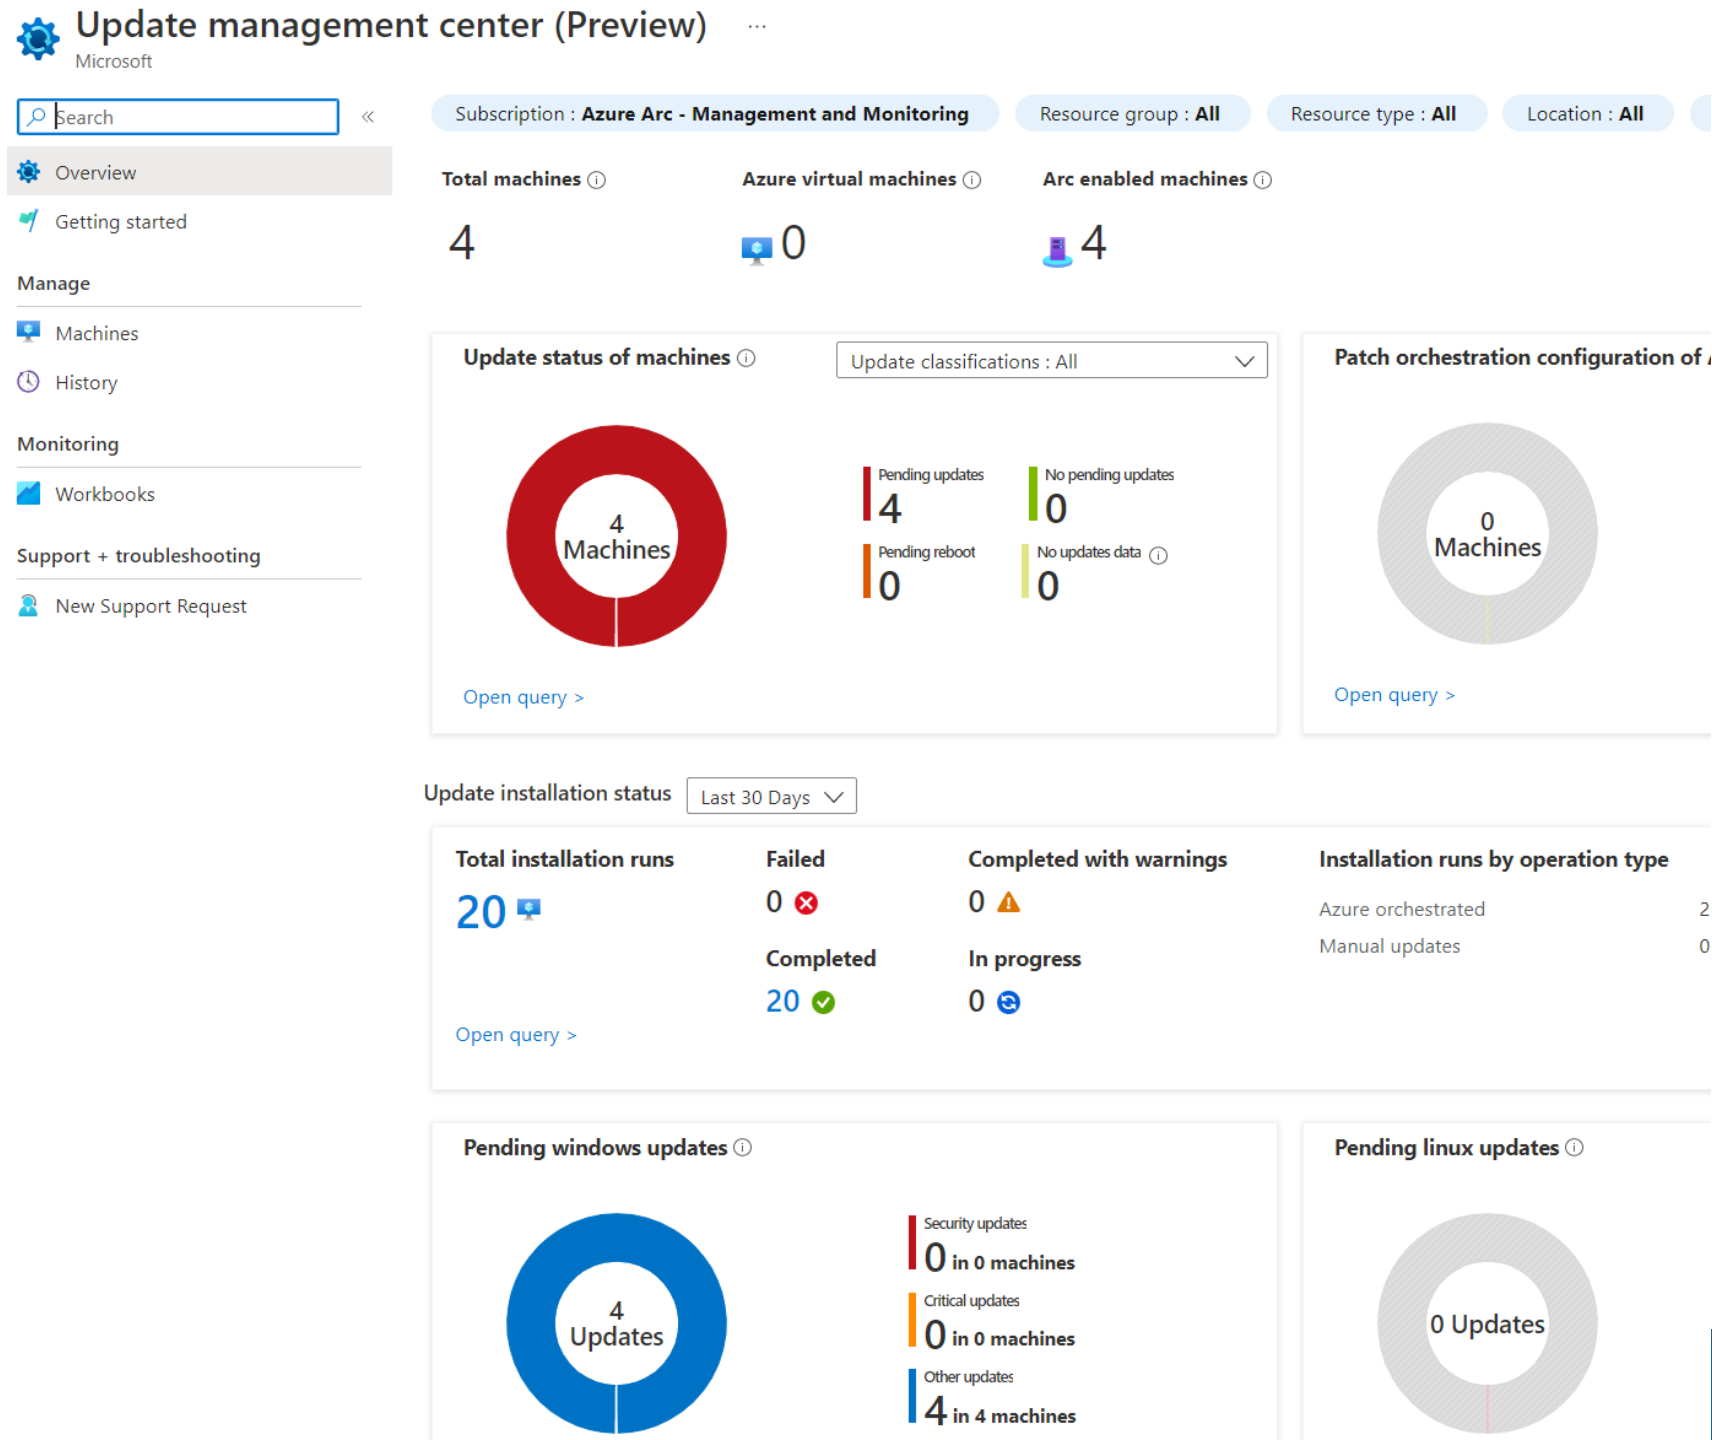 Update management center (Preview) ...
Microsoft
Search «
Subscription : Azure Arc - Management and Monitoring Resource group : All Resource type : All Location : All
Overview
Getting started
Manage
Machines
History
Monitoring
Workbooks
Support + troubleshooting
New Support Request
Total machines Azure virtual machines Arc enabled machines
4 0 4
Update status of machines Update classifications : All
4
Machines
Pending updates
4
No pending updates
0
Pending reboot
0
No updates data
0
Open query >
Patch orchestration configuration of
0
Machines
Open query >
Update installation status Last 30 Days
Total installation runs
20
Open query >
Failed
0
Completed with warnings
0
Completed
20
In progress
0
Installation runs by operation type
Azure orchestrated 2
Manual updates 0
Pending windows updates
4
Updates
Security updates
0 in 0 machines
Critical updates
0 in 0 machines
Other updates
4 in 4 machines
Pending linux updates
0 Updates